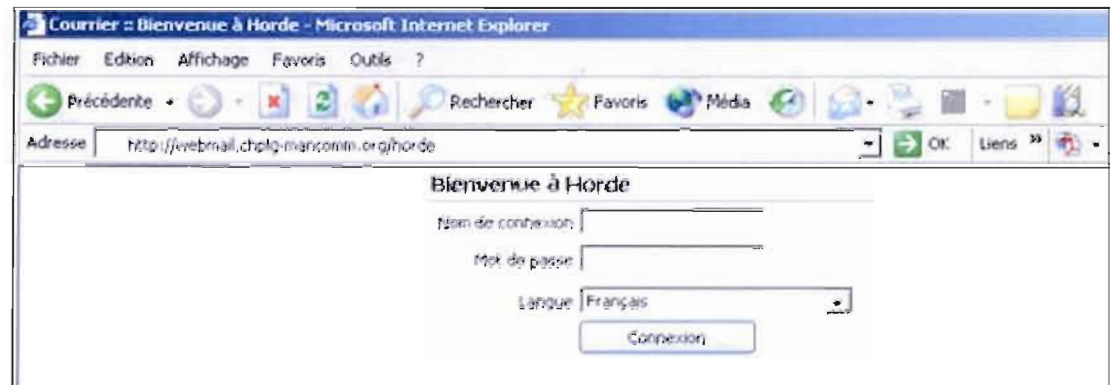 Courrier :: Bienvenue à Horde - Microsoft Internet Explorer
Fichier Edition Affichage Favoris Outils ?
Précédente Rechercher Favoris Média
Adresse http://webmail.chplg-mancomm.org/horde OK Liens »
Bienvenue à Horde
Nom de connexion
Mot de passe
Langue Français
Connexion